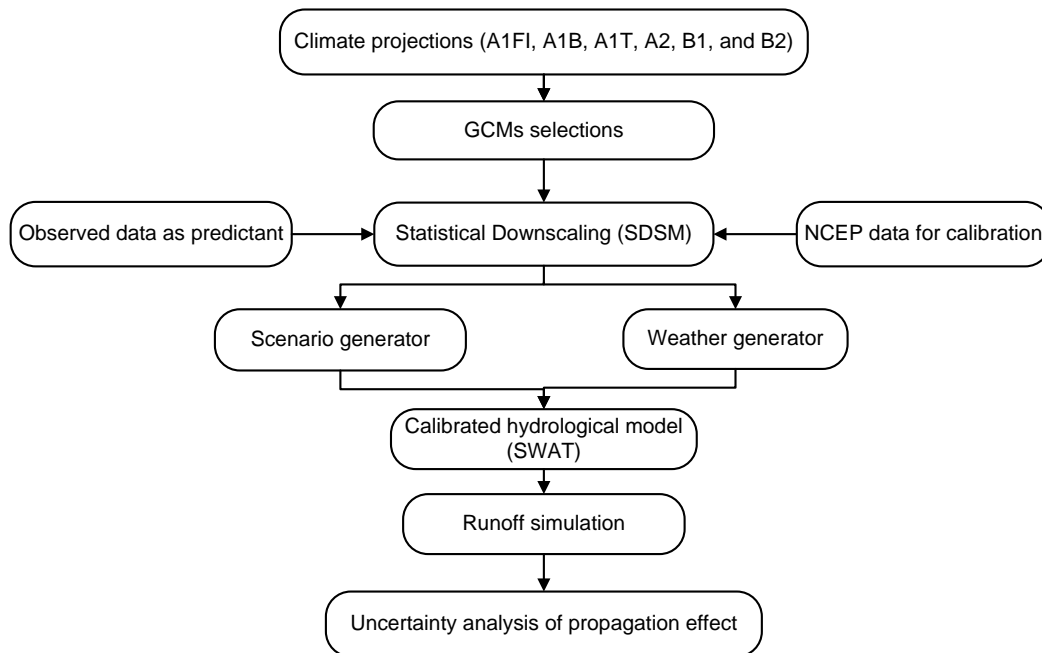 Climate projections (A1FI, A1B, A1T, A2, B1, and B2)
GCMs selections
Observed data as predictant
Statistical Downscaling (SDSM)
NCEP data for calibration
Scenario generator
Weather generator
Calibrated hydrological model
(SWAT)
Runoff simulation
Uncertainty analysis of propagation effect